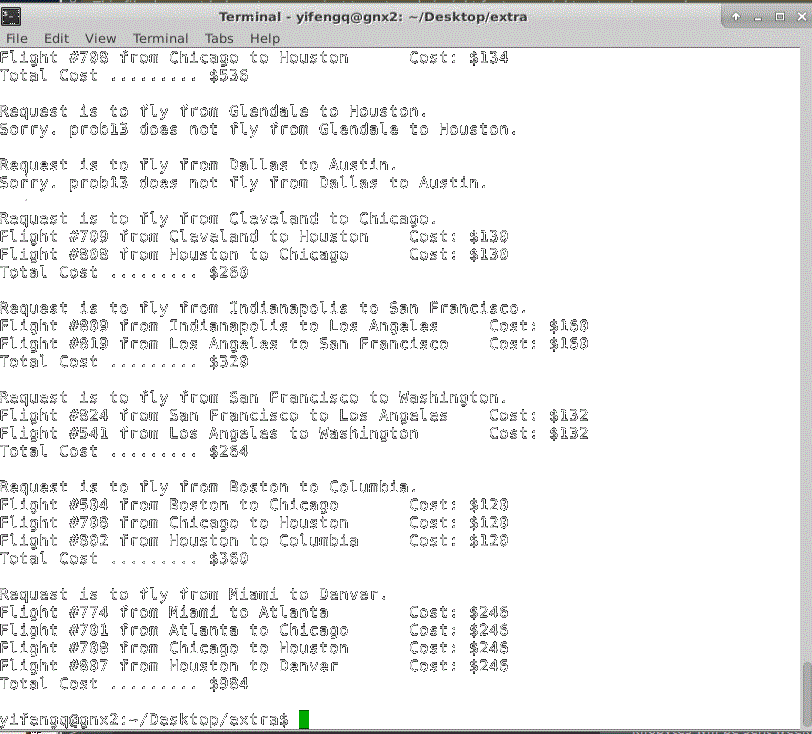 Terminal - yifengq@gnx2: ~/Desktop/extra
File Edit View Terminal Tabs Help
Flight #708 from Chicago to Houston Cost: $134
Total Cost ......... $536
Request is to fly from Glendale to Houston.
Sorry. prob13 does not fly from Glendale to Houston.
Request is to fly from Dallas to Austin.
Sorry. prob13 does not fly from Dallas to Austin.
Request is to fly from Cleveland to Chicago.
Flight #709 from Cleveland to Houston Cost: $130
Flight #808 from Houston to Chicago Cost: $130
Total Cost ......... $260
Request is to fly from Indianapolis to San Francisco.
Flight #809 from Indianapolis to Los Angeles Cost: $160
Flight #819 from Los Angeles to San Francisco Cost: $160
Total Cost ......... $320
Request is to fly from San Francisco to Washington.
Flight #824 from San Francisco to Los Angeles Cost: $132
Flight #541 from Los Angeles to Washington Cost: $132
Total Cost ......... $264
Request is to fly from Boston to Columbia.
Flight #504 from Boston to Chicago Cost: $120
Flight #708 from Chicago to Houston Cost: $120
Flight #802 from Houston to Columbia Cost: $120
Total Cost ......... $360
Request is to fly from Miami to Denver.
Flight #774 from Miami to Atlanta Cost: $246
Flight #701 from Atlanta to Chicago Cost: $246
Flight #708 from Chicago to Houston Cost: $246
Flight #807 from Houston to Denver Cost: $246
Total Cost ......... $984
yifengq@gnx2:~/Desktop/extra$